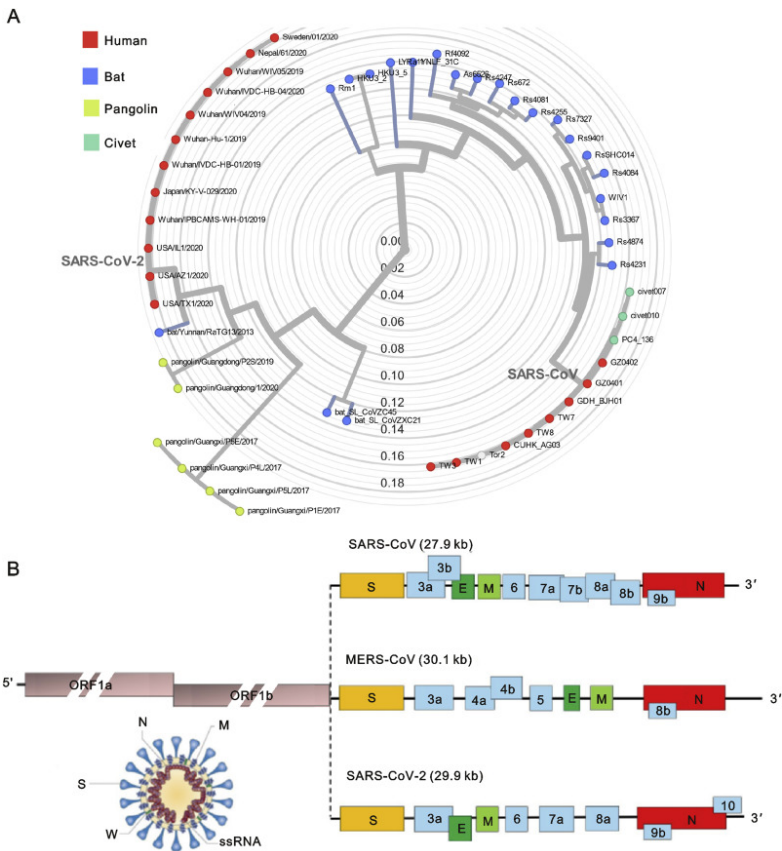 A
Human
Bat
Pangolin
Civet
Sweden/01/2020
Nepal/61/2020
Wuhan/WIV05/2019
Wuhan/IVDC-HB-04/2020
Wuhan/WIV04/2019
Wuhan-Hu-1/2019
Wuhan/IVDC-HB-01/2019
Japan/KY-V-029/2020
Wuhan/IPBCAMS-WH-01/2019
USA/IL1/2020
SARS-CoV-2
USA/AZ1/2020
USA/TX1/2020
bat/Yunnan/RaTG13/2013
pangolin/Guangdong/P2S/2019
pangolin/Guangdong/1/2020
pangolin/Guangxi/P5E/2017
pangolin/Guangxi/P4L/2017
pangolin/Guangxi/P5L/2017
pangolin/Guangxi/P1E/2017
bat_SL_CoVZC45
bat_SL_CoVZXC21
Rm1
HKU3_2
HKU3_5
LYRa11
YNLF_31C
Rf4092
As6526
Rs4247
Rs672
Rs4081
Rs4255
Rs7327
Rs9401
RsSHC014
Rs4084
WIV1
Rs3367
Rs4874
Rs4231
civet007
civet010
PC4_136
GZ0402
GZ0401
SARS-CoV
GDH_BJH01
TW7
TW8
CUHK_AG03
Tor2
TW1
TW3
0.00
0.02
0.04
0.06
0.08
0.10
0.12
0.14
0.16
0.18
B
SARS-CoV (27.9 kb)
S 3a 3b E M 6 7a 7b 8a 8b 9b N 3′
MERS-CoV (30.1 kb)
5' ORF1a ORF1b
S 3a 4a 4b 5 E M 8b N 3′
SARS-CoV-2 (29.9 kb)
S 3a E M 6 7a 8a 9b N 10 3′
N
M
S
W
ssRNA